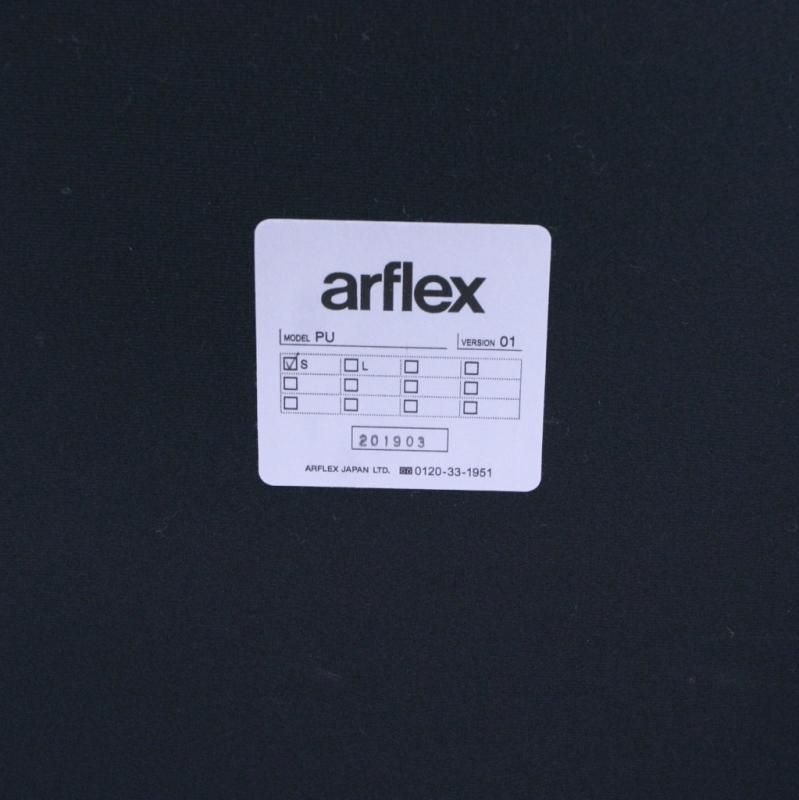 arflex
MODEL PU VERSION 01
☑ S ☐ L ☐ ☐
☐ ☐ ☐ ☐
☐ ☐ ☐ ☐
201903
ARFLEX JAPAN LTD. 0120-33-1951